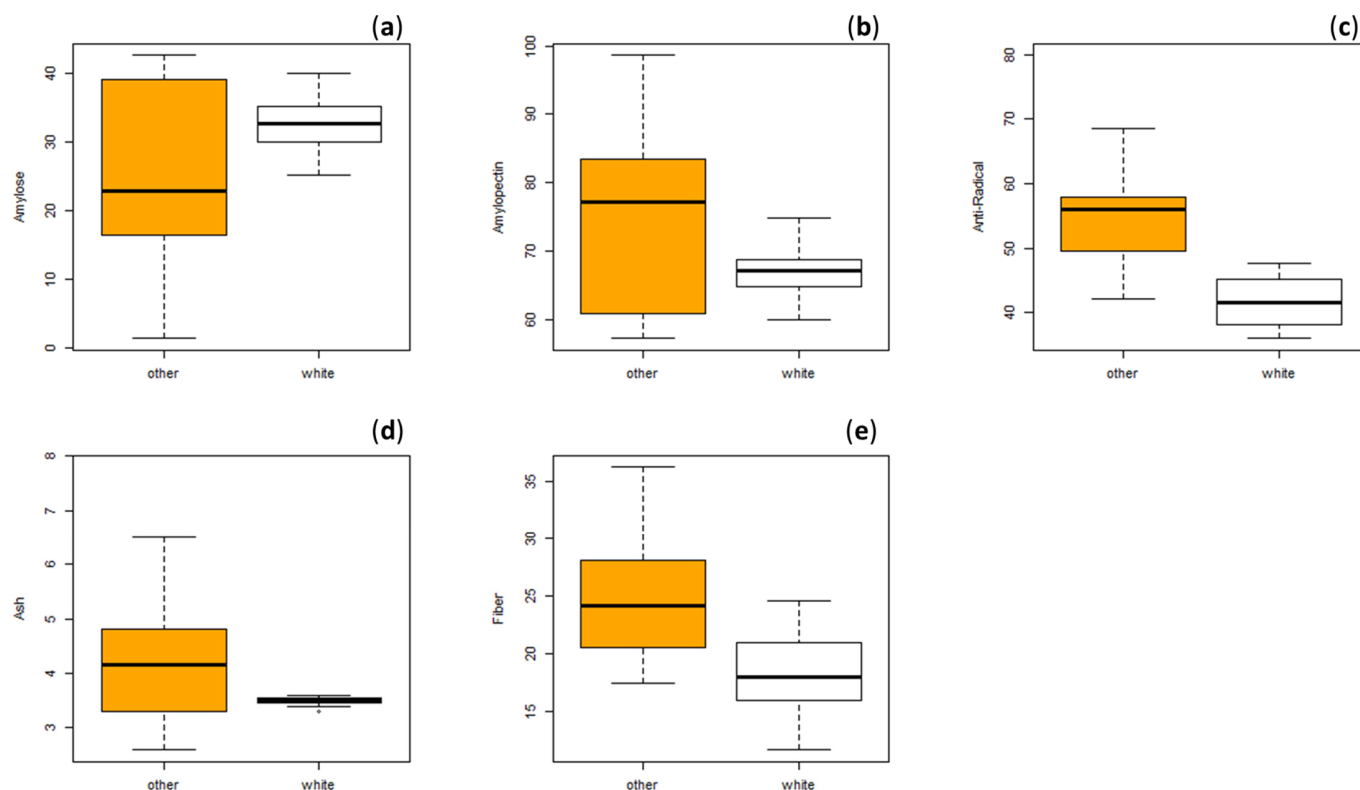 (a)
(b)
(c)
40
30
20
10
0
Amylose
other
white
100
90
80
70
60
Amylopectin
other
white
80
70
60
50
40
Anti-Radical
other
white
(d)
(e)
8
7
6
5
4
3
Ash
other
white
35
30
25
20
15
Fiber
other
white